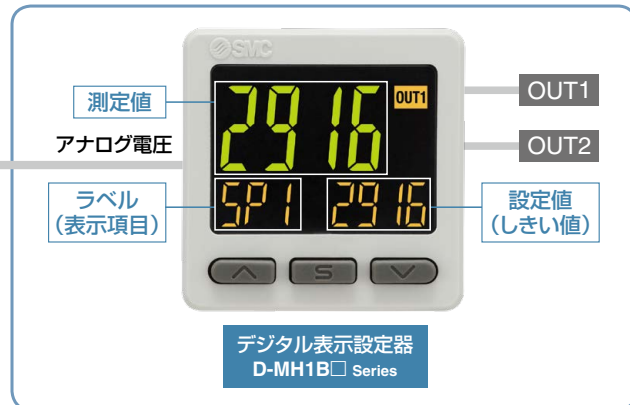 SMC
測定値
2916
OUT1
OUT1
アナログ電圧
OUT2
ラベル
(表示項目)
SP1
2916
設定値
(しきい値)
S
デジタル表示設定器
D-MH1B□ Series